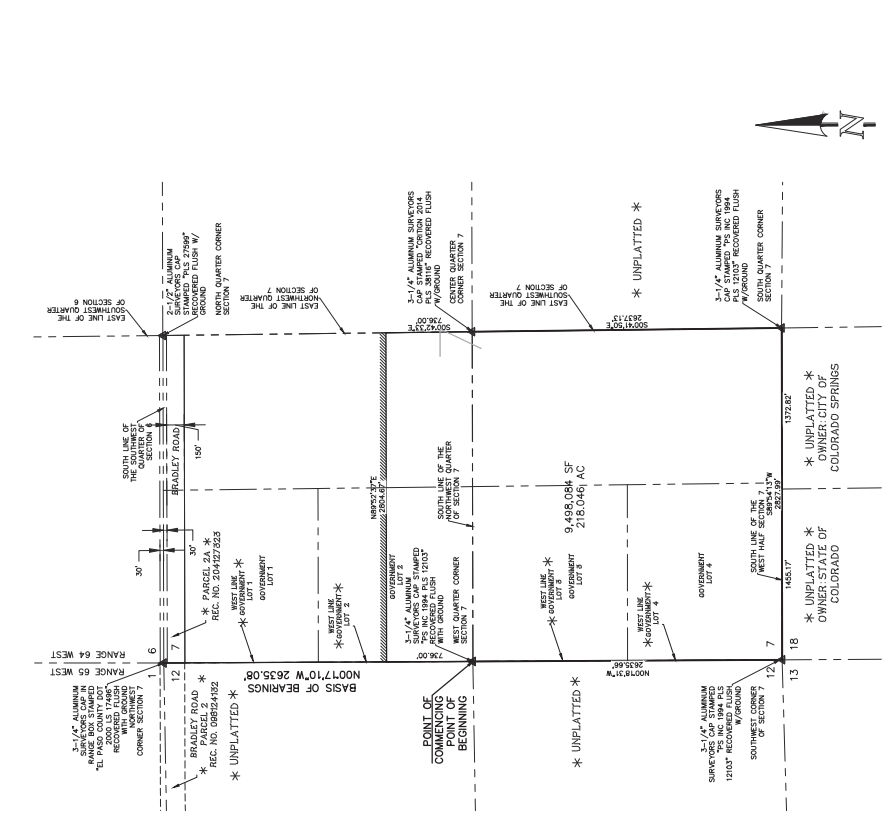 N
EAST LINE OF THE
SOUTHWEST QUARTER
OF SECTION 6
2-1/2" ALUMINUM
SURVEYORS CAP
STAMPED "PLS 27599"
RECOVERED FLUSH W/
GROUND
NORTH QUARTER CORNER
SECTION 7
EAST LINE OF THE
NORTHWEST QUARTER
OF SECTION 7
3-1/4" ALUMINUM SURVEYORS
CAP STAMPED "CRITION 2014
PLS 38116" RECOVERED FLUSH
W/GROUND
CENTER QUARTER
CORNER SECTION 7
EAST LINE OF THE
SOUTHWEST QUARTER
OF SECTION 7
* UNPLATTED *
3-1/4" ALUMINUM SURVEYORS
CAP STAMPED "PS INC 1994
PLS 12103" RECOVERED FLUSH
W/GROUND
SOUTH QUARTER CORNER
SECTION 7
S00°42'33"E
736.00'
S00°41'50"E
2637.13'
SOUTH LINE OF
THE SOUTHWEST
QUARTER OF
SECTION 6
BRADLEY ROAD
150'
30'
30'
* PARCEL 2A *
REC. NO. 204127323
N89°52'37"E
2804.67'
SOUTH LINE OF THE
NORTHWEST QUARTER
OF SECTION 7
9,498,084 SF
218.046 AC
1372.82'
* UNPLATTED *
OWNER:CITY OF
COLORADO SPRINGS
S89°54'13"W
2827.99'
SOUTH LINE OF THE
WEST HALF SECTION 7
1455.17'
* UNPLATTED *
OWNER:STATE OF
COLORADO
WEST LINE
*GOVERNMENT*
LOT 1
GOVERNMENT
LOT 1
WEST LINE
*GOVERNMENT*
LOT 2
GOVERNMENT
LOT 2
3-1/4" ALUMINUM
SURVEYORS CAP STAMPED
"PS INC 1994 PLS 12103"
RECOVERED FLUSH
WITH GROUND
WEST QUARTER CORNER
SECTION 7
WEST LINE
*GOVERNMENT*
LOT 3
GOVERNMENT
LOT 3
WEST LINE
*GOVERNMENT*
LOT 4
GOVERNMENT
LOT 4
RANGE 64 WEST
RANGE 65 WEST
6
7
1
12
7
18
12
13
736.00'
N00°18'31"W
2635.66'
BASIS OF BEARINGS
N00°17'10"W 2635.08'
3-1/4" ALUMINUM
SURVEYORS CAP IN
RANGE BOX STAMPED
"EL PASO COUNTY DOT
2000 LS 17496"
RECOVERED FLUSH
WITH GROUND
NORTHWEST
CORNER SECTION 7
BRADLEY ROAD
* PARCEL 2 *
REC. NO. 098124132
* UNPLATTED *
POINT OF
COMMENCING
POINT OF
BEGINNING
* UNPLATTED *
3-1/4" ALUMINUM
SURVEYORS CAP STAMPED
"PS INC 1994 PLS
12103" RECOVERED FLUSH
W/GROUND
SOUTHWEST CORNER
OF SECTION 7